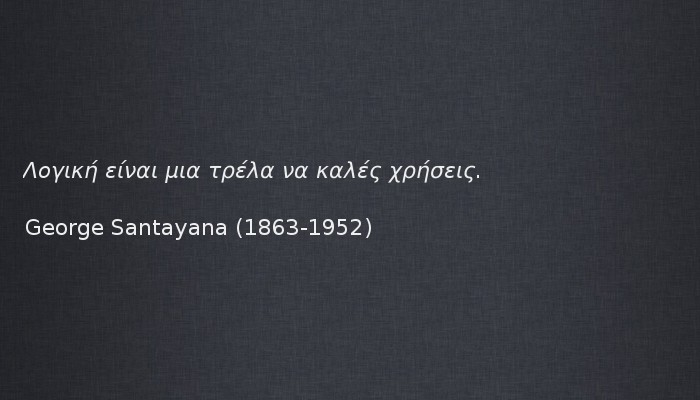 Λογική είναι μια τρέλα να καλές χρήσεις.
George Santayana (1863-1952)